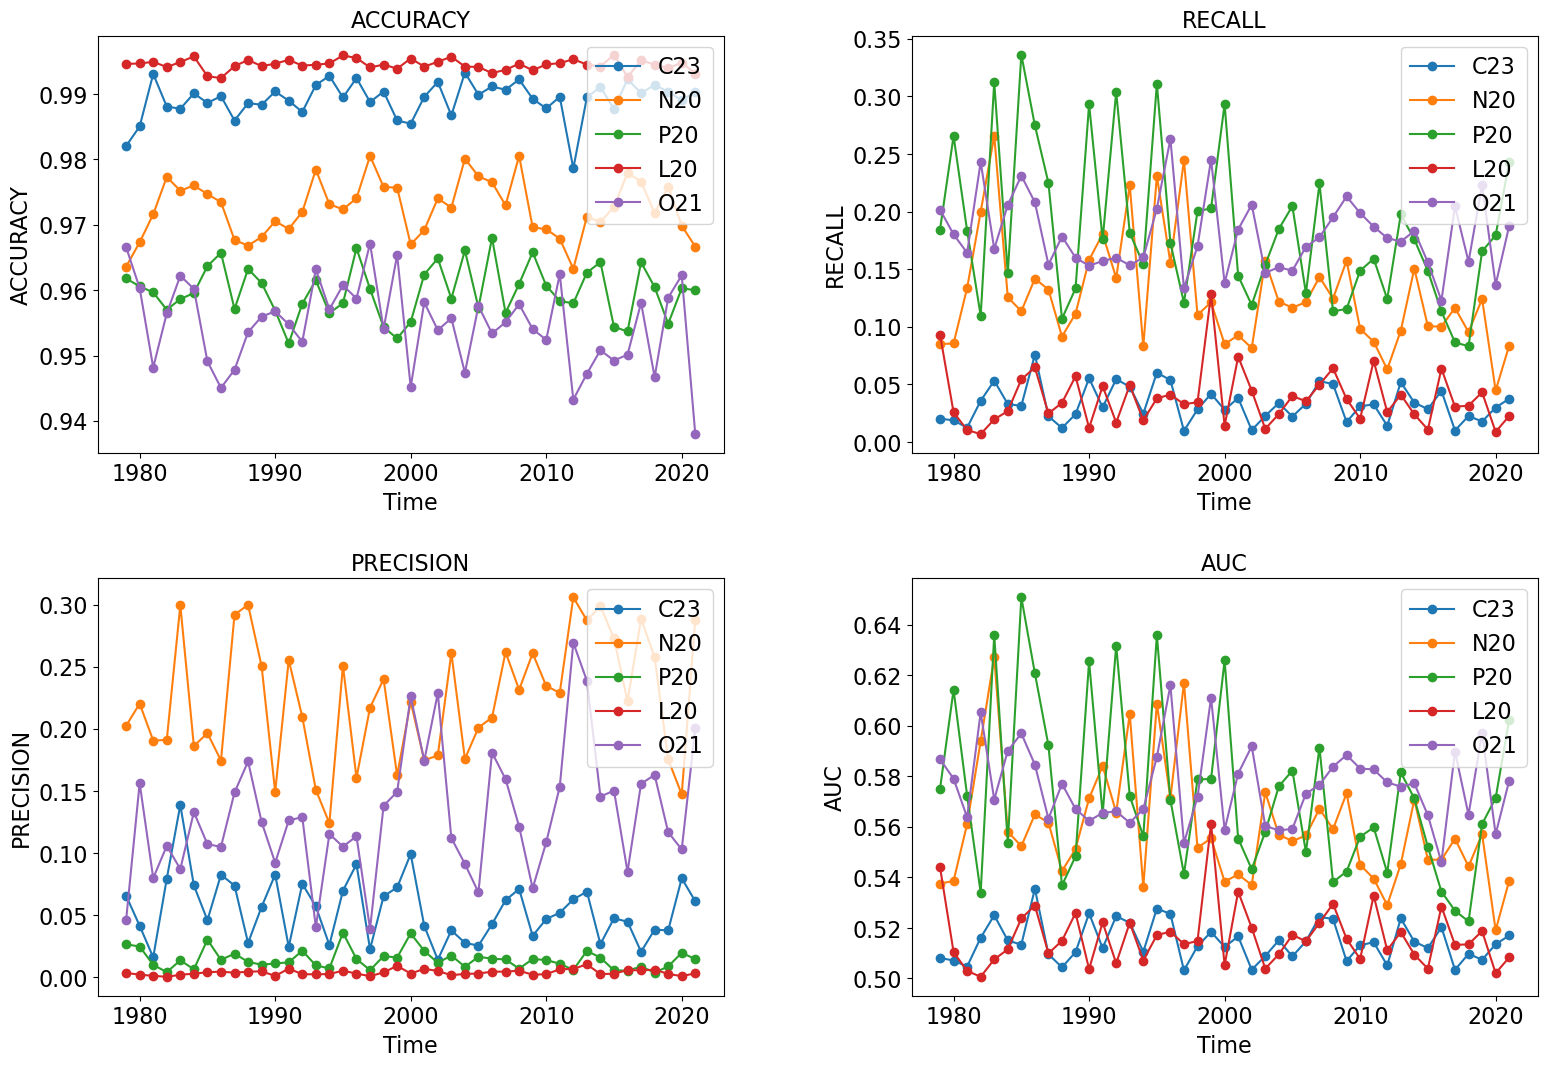 ACCURACY
ACCURACY
0.99
0.98
0.97
0.96
0.95
0.94
1980 1990 2000 2010 2020
Time
C23
N20
P20
L20
O21
RECALL
RECALL
0.35
0.30
0.25
0.20
0.15
0.10
0.05
0.00
1980 1990 2000 2010 2020
Time
C23
N20
P20
L20
O21
PRECISION
PRECISION
0.30
0.25
0.20
0.15
0.10
0.05
0.00
1980 1990 2000 2010 2020
Time
C23
N20
P20
L20
O21
AUC
AUC
0.64
0.62
0.60
0.58
0.56
0.54
0.52
0.50
1980 1990 2000 2010 2020
Time
C23
N20
P20
L20
O21